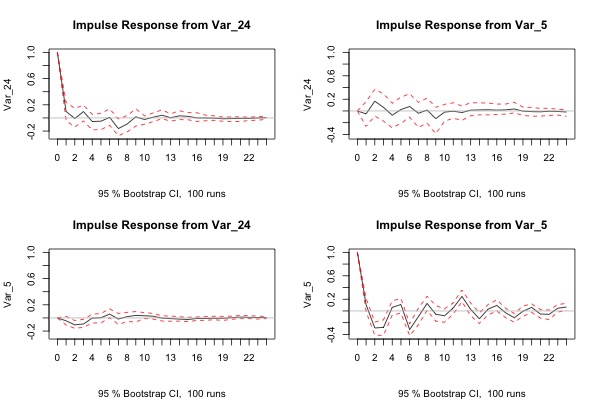 Impulse Response from Var_24
Var_24
1.0
0.6
0.2
-0.2
0 2 4 6 8 10 13 16 19 22
95 % Bootstrap CI, 100 runs
Impulse Response from Var_5
Var_24
1.0
0.6
0.2
-0.4
0 2 4 6 8 10 13 16 19 22
95 % Bootstrap CI, 100 runs
Impulse Response from Var_24
Var_5
1.0
0.6
0.2
-0.2
0 2 4 6 8 10 13 16 19 22
95 % Bootstrap CI, 100 runs
Impulse Response from Var_5
Var_5
1.0
0.6
0.2
-0.4
0 2 4 6 8 10 13 16 19 22
95 % Bootstrap CI, 100 runs